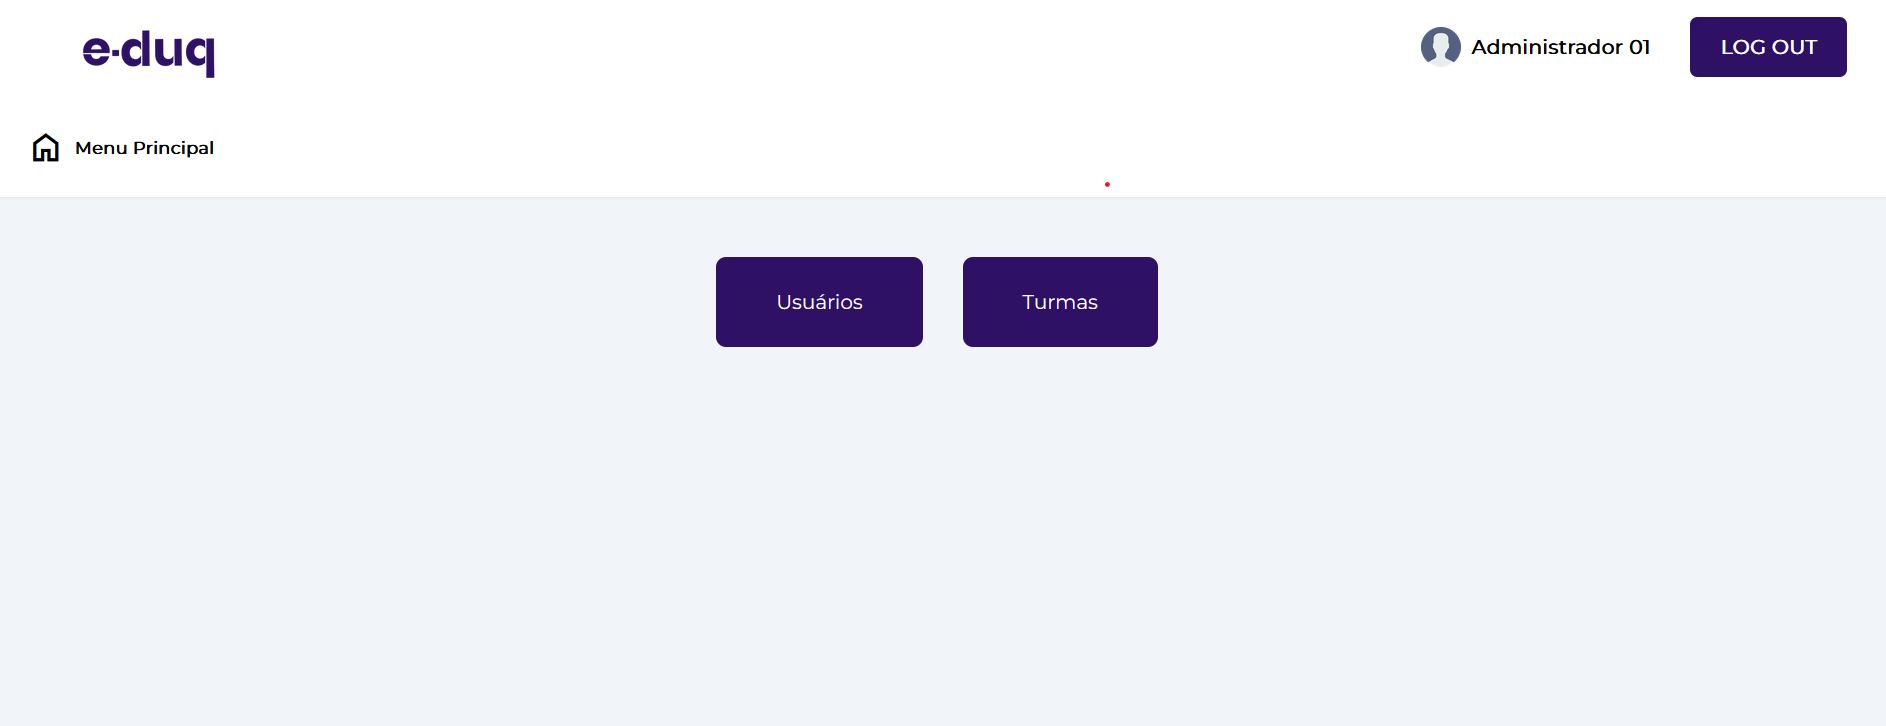 e-duq
Administrador 01
LOG OUT
Menu Principal
Usuários
Turmas